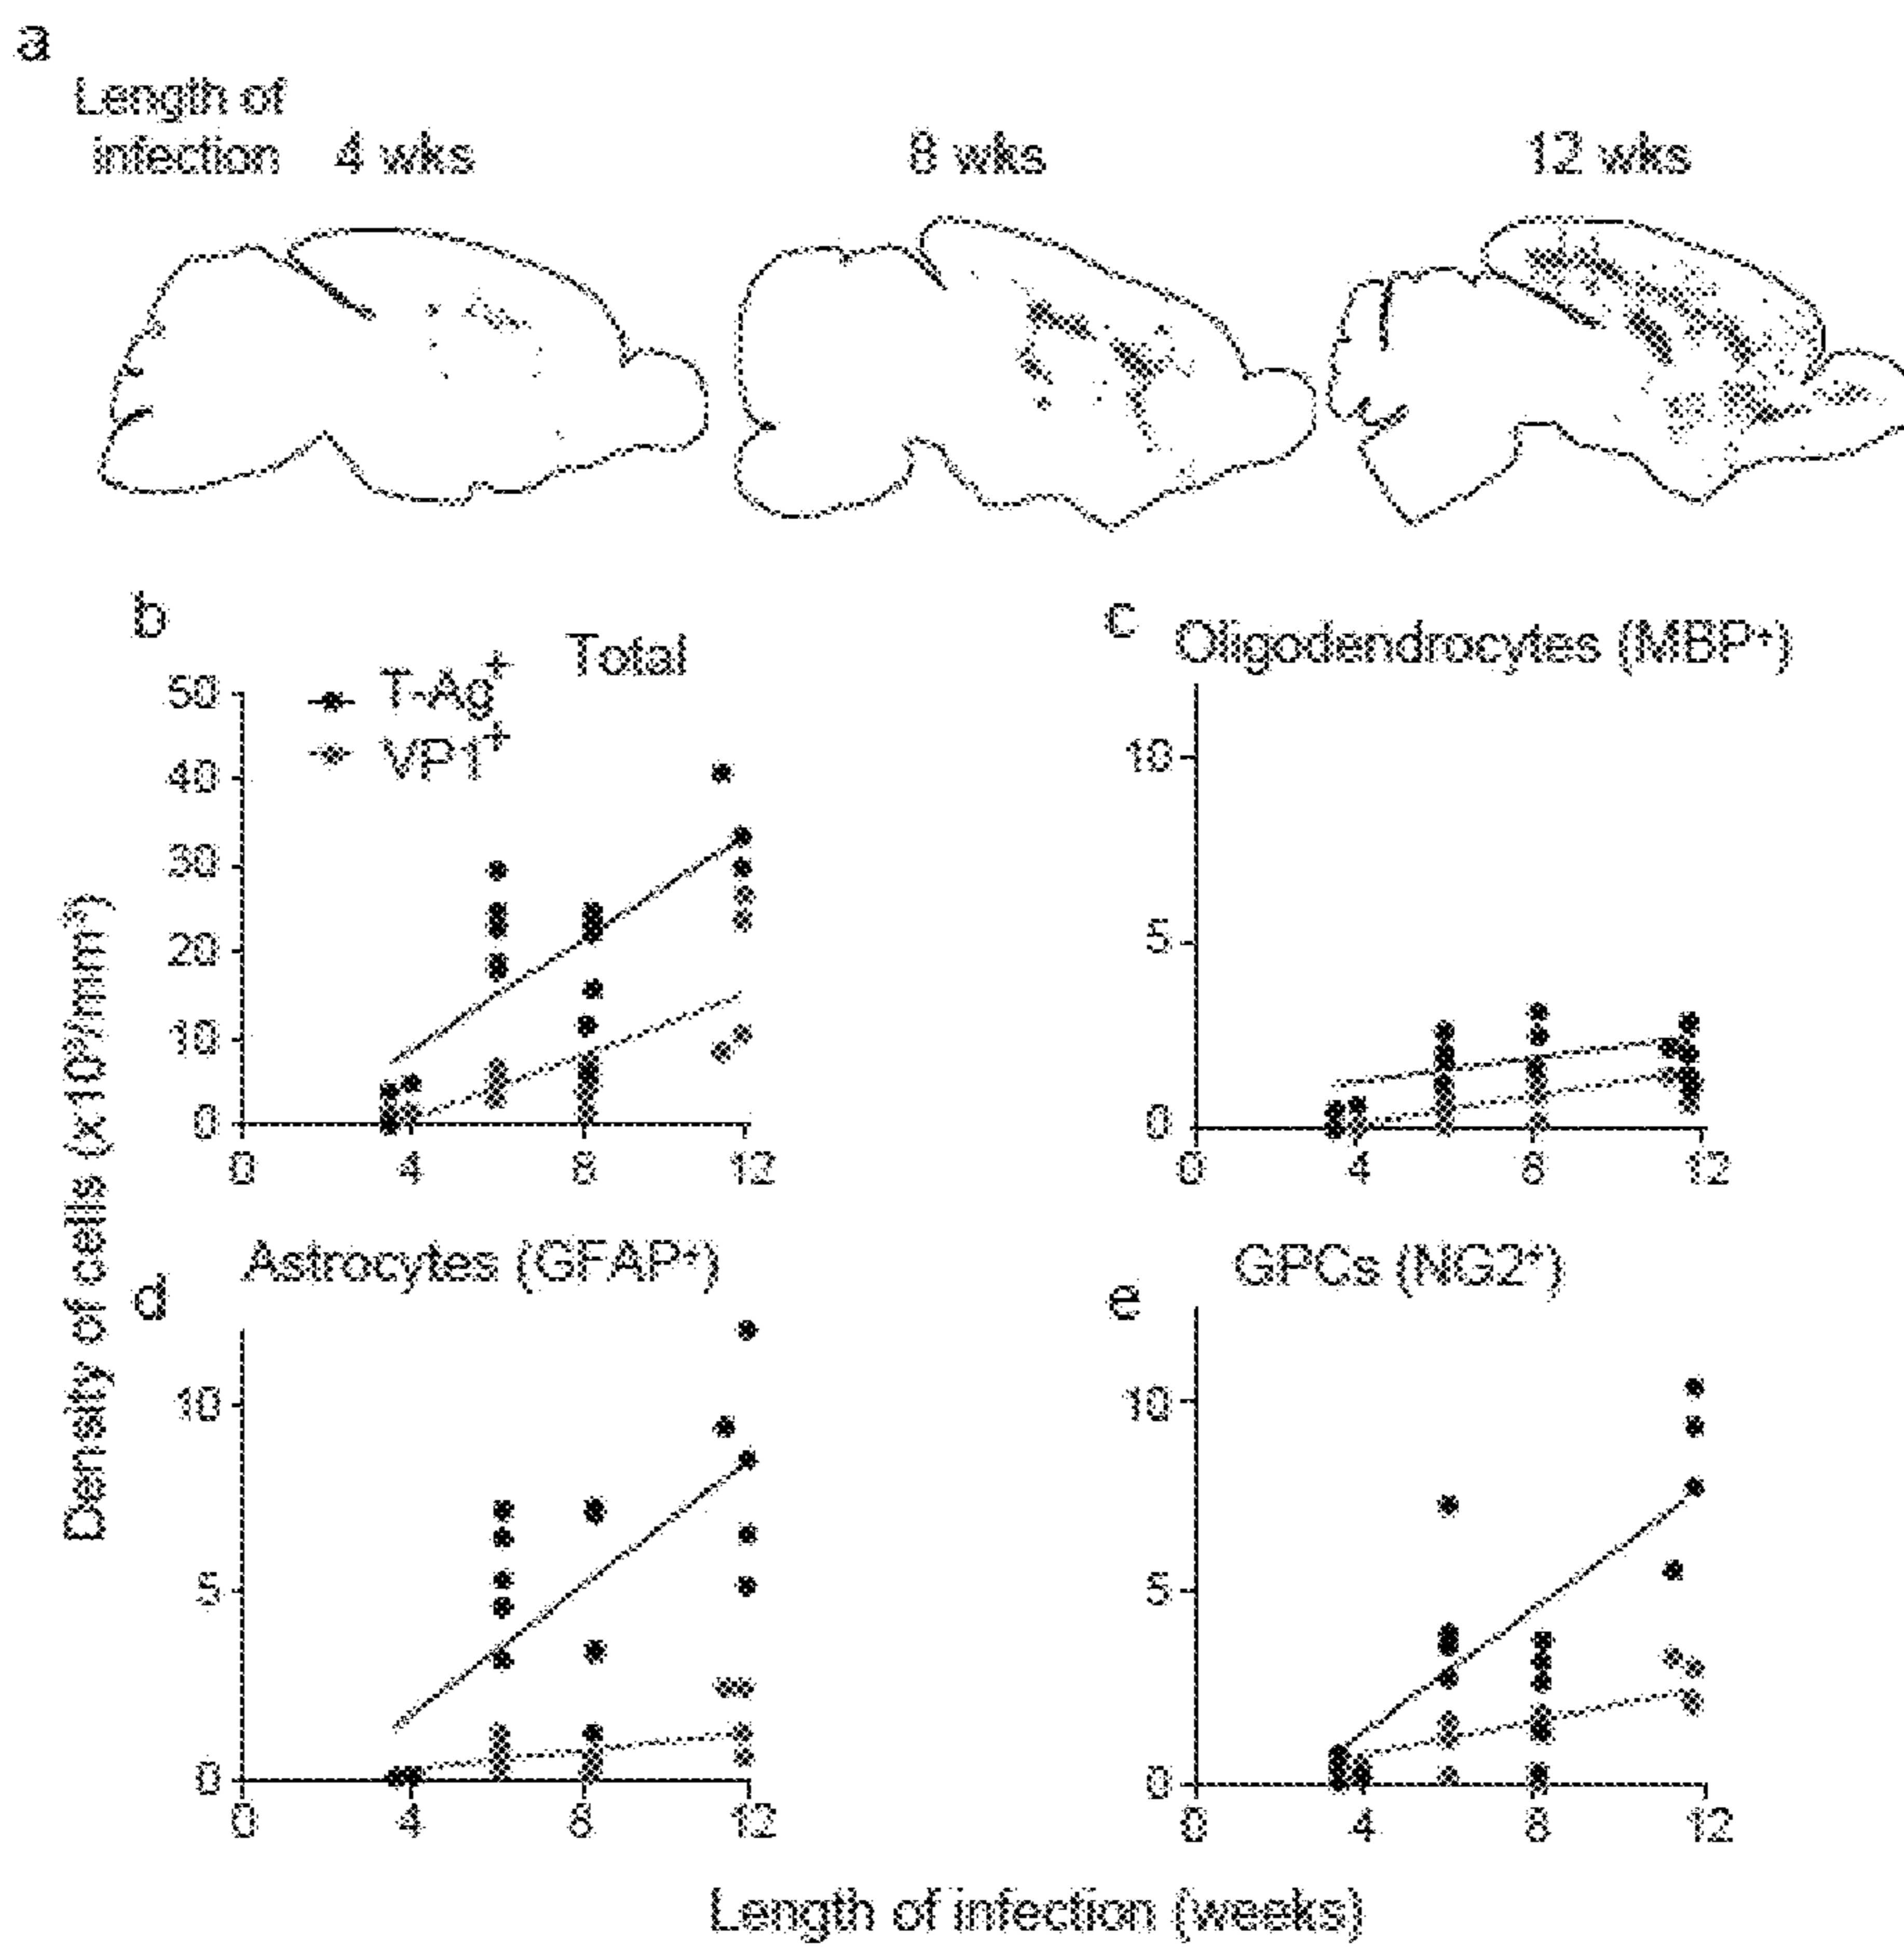 a
Length of
infection 4 wks 8 wks 12 wks
b
Total
T-Ag+
VP1+
50
40
30
20
10
0
0 4 8 12
c
Oligodendrocytes (MBP+)
10
5
0
0 4 8 12
d
Astrocytes (GFAP+)
10
5
0
0 4 8 12
e
GPCs (NG2+)
10
5
0
0 4 8 12
Density of cells
Length of infection (weeks)